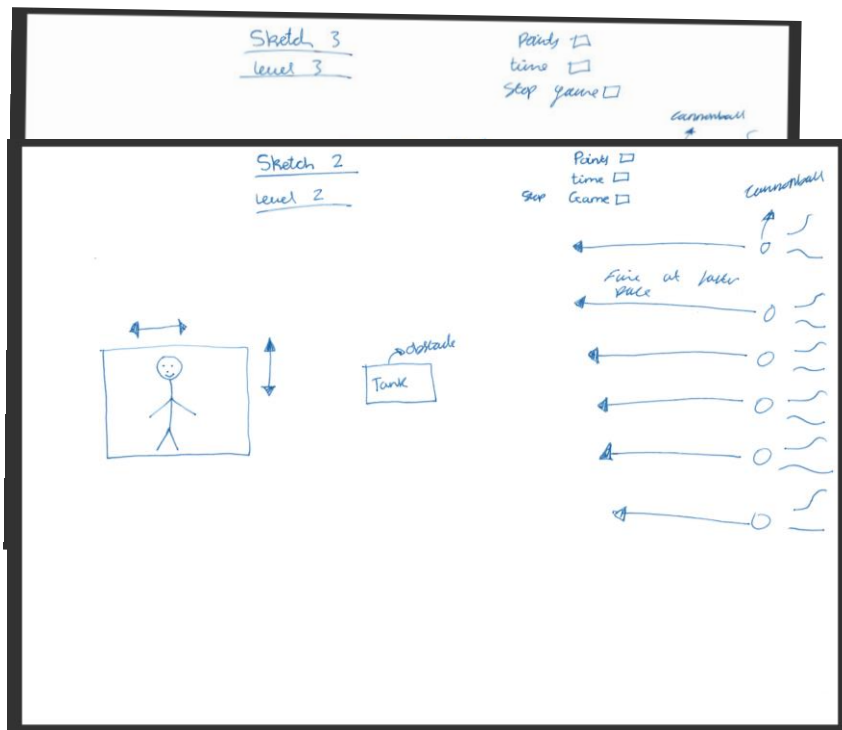 Sketch 3
Level 3
Points
time
Stop game
Cannonball
Sketch 2
Level 2
Points
time
Stop Game
Cannonball
Fire at faster
pace
obstacle
Tank